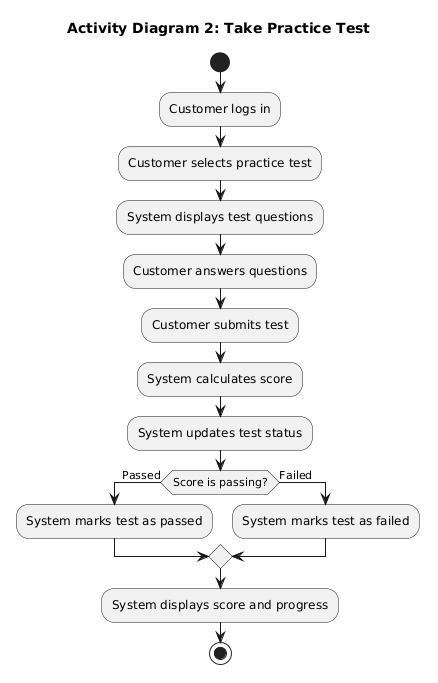 Activity Diagram 2: Take Practice Test
Customer logs in
Customer selects practice test
System displays test questions
Customer answers questions
Customer submits test
System calculates score
System updates test status
Passed
Score is passing?
Failed
System marks test as passed
System marks test as failed
System displays score and progress